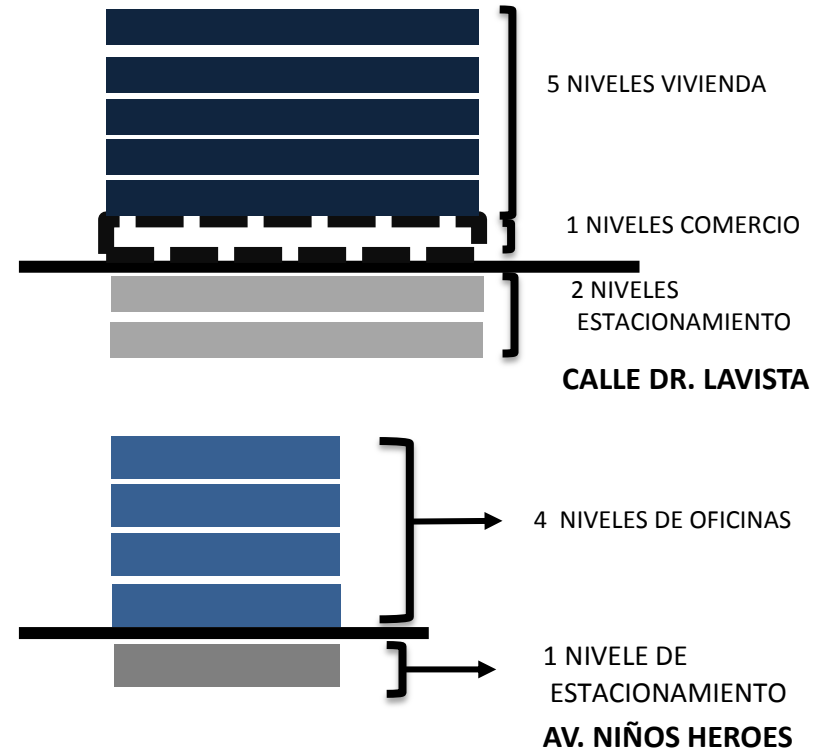 5 NIVELES VIVIENDA
1 NIVELES COMERCIO
2 NIVELES
ESTACIONAMIENTO
CALLE DR. LAVISTA
4 NIVELES DE OFICINAS
1 NIVELE DE
ESTACIONAMIENTO
AV. NIÑOS HEROES